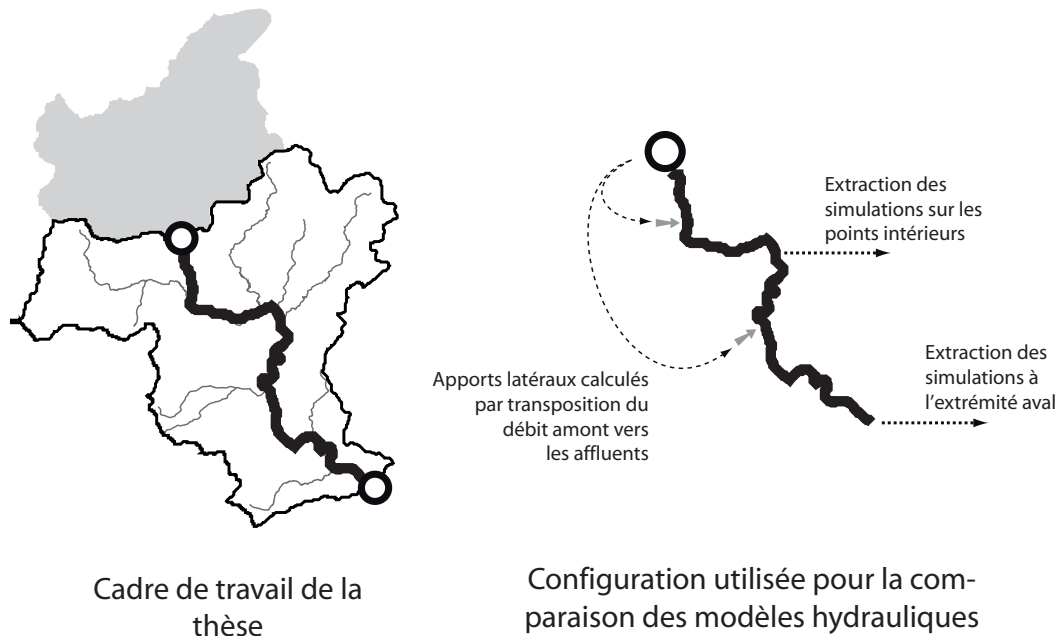 Extraction des
simulations sur les
points intérieurs
Extraction des
simulations à
l'extrémité aval
Apports latéraux calculés
par transposition du
débit amont vers
les affluents
Cadre de travail de la
thèse
Configuration utilisée pour la com-
paraison des modèles hydrauliques